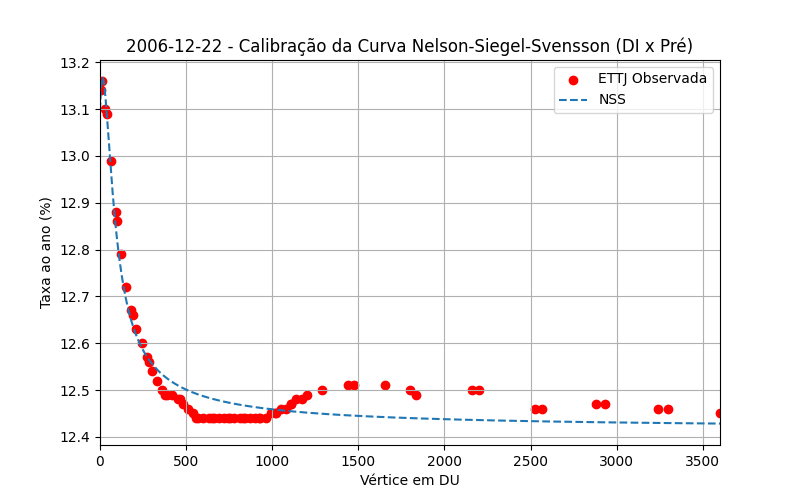 2006-12-22 - Calibração da Curva Nelson-Siegel-Svensson (DI x Pré)
ETTJ Observada
NSS
Taxa ao ano (%)
13.2
13.1
13.0
12.9
12.8
12.7
12.6
12.5
12.4
0 500 1000 1500 2000 2500 3000 3500
Vértice em DU